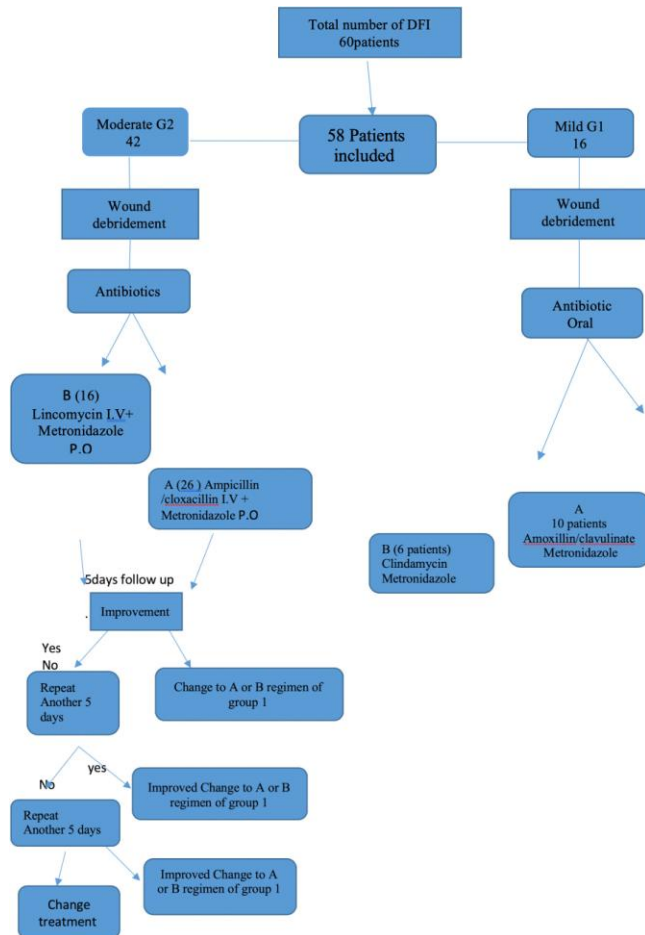 Total number of DFI
60patients
Moderate G2
42
58 Patients
included
Mild G1
16
Wound
debridement
Wound
debridement
Antibiotics
Antibiotic
Oral
B (16)
Lincomycin I.V+
Metronidazole
P.O
A (26 ) Ampicillin
/cloxacillin I.V +
Metronidazole P.O
A
10 patients
Amoxillin/clavulinate
Metronidazole
B (6 patients)
Clindamycin
Metronidazole
5days follow up
.
Improvement
Yes
No
Repeat
Another 5
days
Change to A or B regimen of
group 1
yes
No
Improved Change to A or B
regimen of group 1
Repeat
Another 5 days
Improved Change to A
or B regimen of group 1
Change
treatment